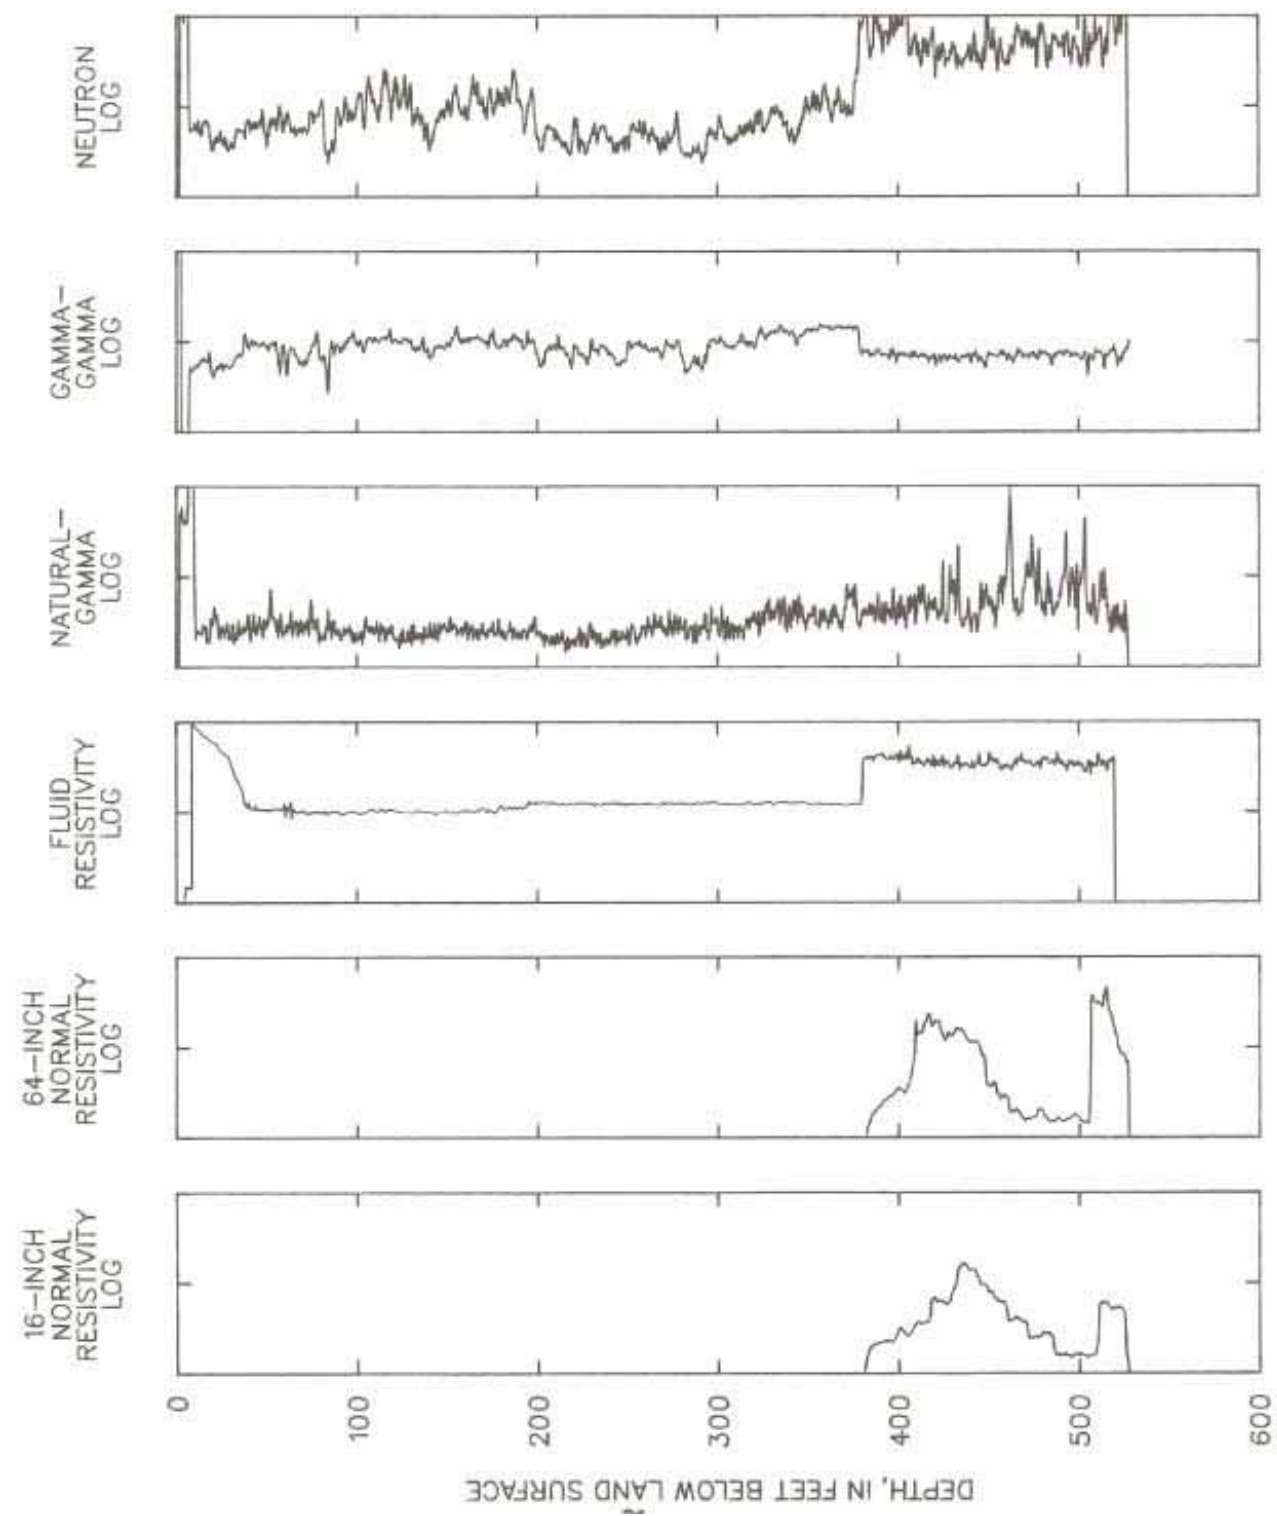 NEUTRON
LOG
GAMMA—
GAMMA
LOG
NATURAL—
GAMMA
LOG
FLUID
RESISTIVITY
LOG
64—INCH
NORMAL
RESISTIVITY
LOG
16—INCH
NORMAL
RESISTIVITY
LOG
0
100
200
300
400
500
600
DEPTH, IN FEET BELOW LAND SURFACE